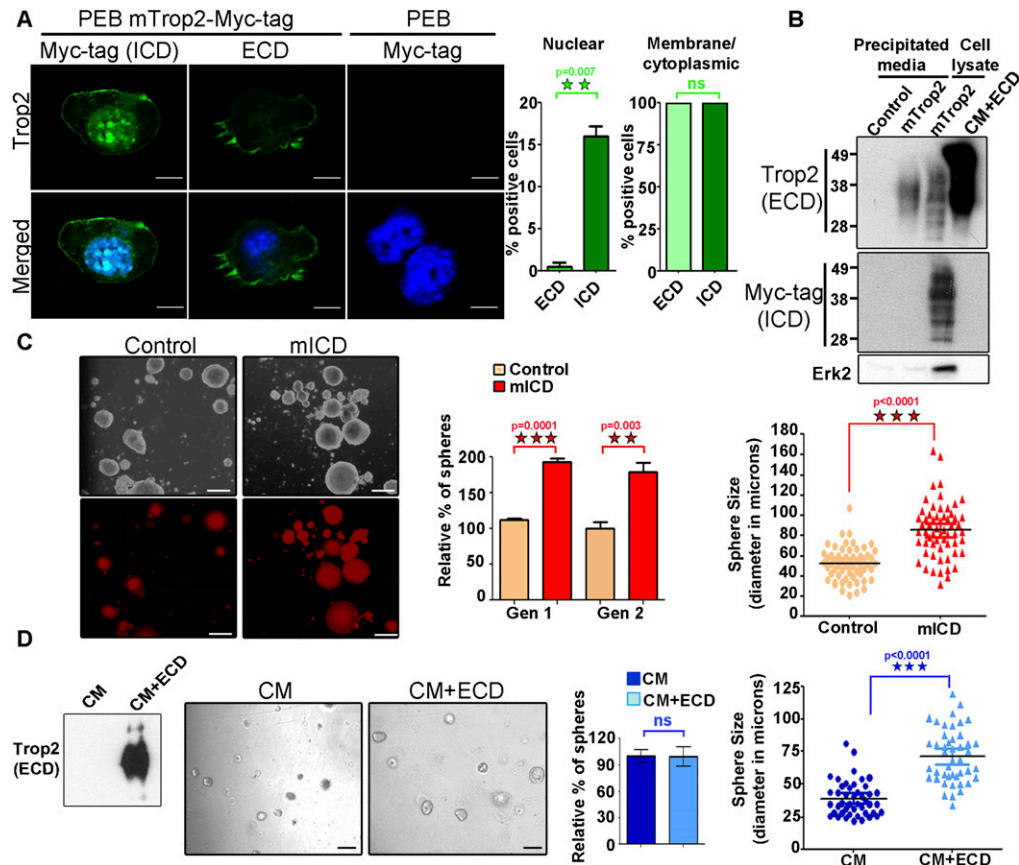 A
PEB mTrop2-Myc-tag
PEB
Myc-tag (ICD)
ECD
Myc-tag
Trop2
Merged
Nuclear
p=0.007
% positive cells
20
15
10
5
0
ECD
ICD
Membrane/
cytoplasmic
ns
% positive cells
100
75
50
25
0
ECD
ICD
B
Precipitated
media
Cell
lysate
Control
mTrop2
mTrop2
CM+ECD
Trop2
(ECD)
49
38
28
Myc-tag
(ICD)
49
38
28
Erk2
C
Control
mICD
Control
mICD
p=0.0001
p=0.003
Relative % of spheres
200
100
0
Gen 1
Gen 2
p<0.0001
Sphere Size
(diameter in microns)
180
160
140
120
100
80
60
40
20
0
Control
mICD
D
CM
CM+ECD
Trop2
(ECD)
CM
CM+ECD
CM
CM+ECD
ns
Relative % of spheres
120
90
60
30
0
p<0.0001
Sphere Size
(diameter in microns)
125
100
75
50
25
0
CM
CM+ECD